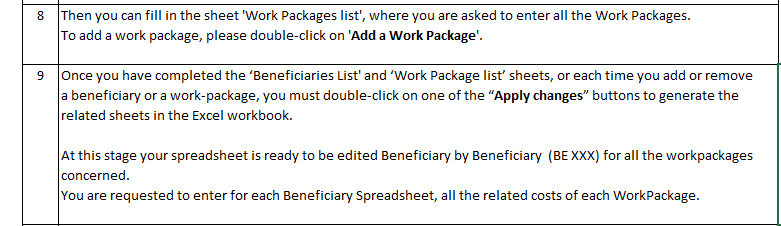 8 Then you can fill in the sheet 'Work Packages list', where you are asked to enter all the Work Packages.
To add a work package, please double-click on 'Add a Work Package'.
9 Once you have completed the ‘Beneficiaries List' and ‘Work Package list’ sheets, or each time you add or remove
a beneficiary or a work-package, you must double-click on one of the “Apply changes” buttons to generate the
related sheets in the Excel workbook.
At this stage your spreadsheet is ready to be edited Beneficiary by Beneficiary (BE XXX) for all the workpackages
concerned.
You are requested to enter for each Beneficiary Spreadsheet, all the related costs of each WorkPackage.